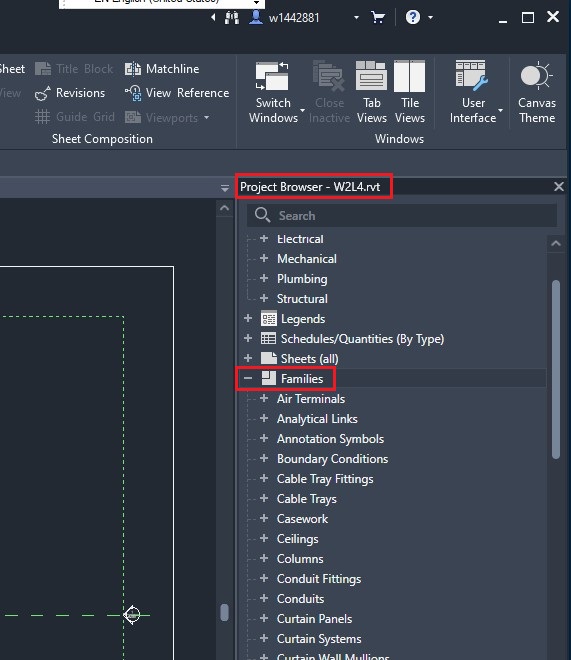 EN English (United States)
w1442881
Sheet
Title Block
Matchline
View
Revisions
View Reference
Guide Grid
Viewports
Sheet Composition
Switch
Windows
Close
Inactive
Tab
Views
Tile
Views
User
Interface
Canvas
Theme
Windows
Project Browser - W2L4.rvt
Search
Electrical
Mechanical
Plumbing
Structural
Legends
Schedules/Quantities (By Type)
Sheets (all)
Families
Air Terminals
Analytical Links
Annotation Symbols
Boundary Conditions
Cable Tray Fittings
Cable Trays
Casework
Ceilings
Columns
Conduit Fittings
Conduits
Curtain Panels
Curtain Systems
Curtain Wall Mullions